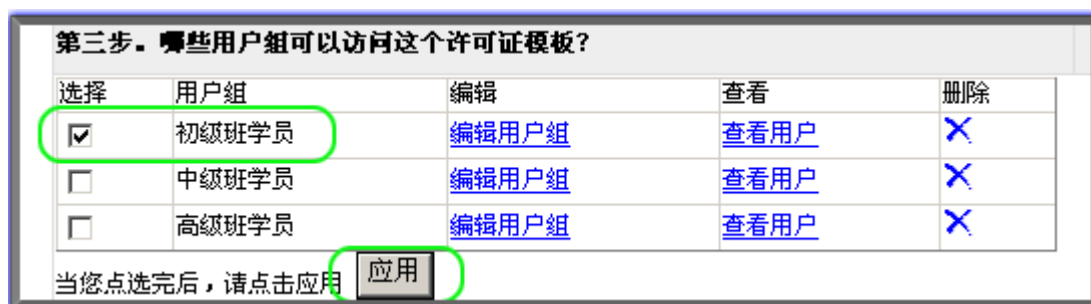 第三步。哪些用户组可以访问这个许可证模板?
选择 用户组 编辑 查看 删除
初级班学员 编辑用户组 查看用户
中级班学员 编辑用户组 查看用户
高级班学员 编辑用户组 查看用户
当您点选完后，请点击应用 应用